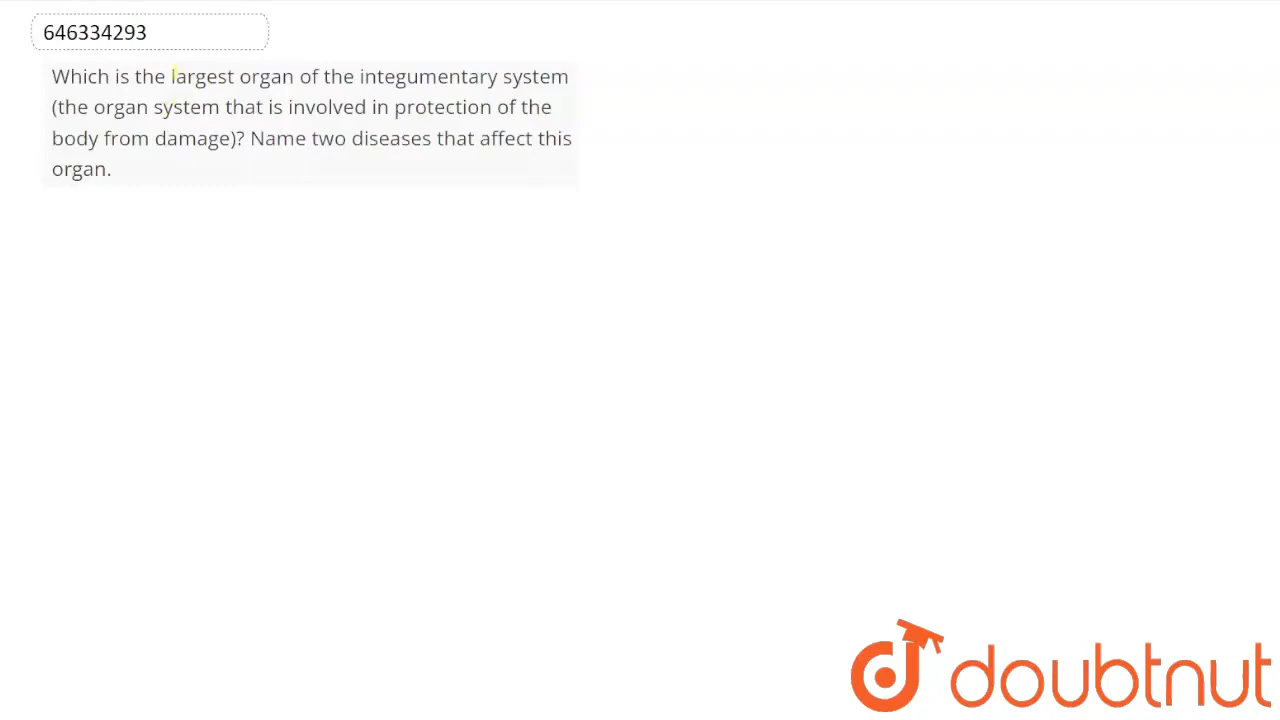 646334293
Which is the largest organ of the integumentary system
(the organ system that is involved in protection of the
body from damage)? Name two diseases that affect this
organ.
doubtnut